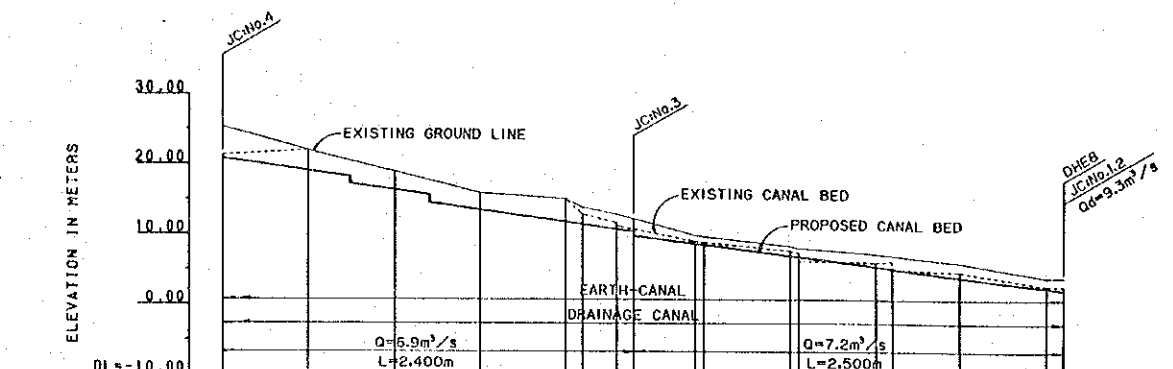 JC:No.4
30.00
JC:No.3
EXISTING GROUND LINE
DHE8
JC:No.1.2
Qd=9.3m³/s
20.00
EXISTING CANAL BED
PROPOSED CANAL BED
10.00
ELEVATION IN METERS
EARTH-CANAL
0.00
DRAINAGE CANAL
Q=6.9m³/s
Q=7.2m³/s
L=2.400m
L=2.500m
DL=-10.00